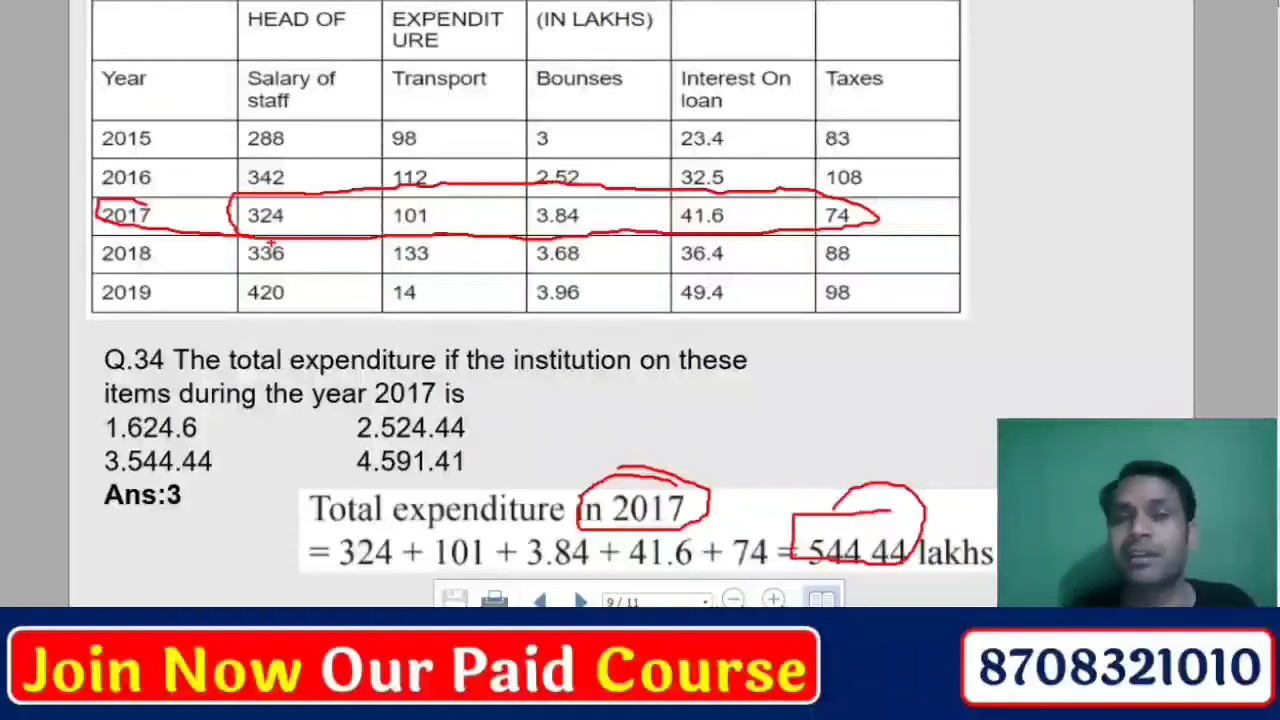 HEAD OF EXPENDIT (IN LAKHS)
URE
Year Salary of Transport Bounses Interest On Taxes
staff loan
2015 288 98 3 23.4 83
2016 342 112 2.52 32.5 108
2017 324 101 3.84 41.6 74
2018 336 133 3.68 36.4 88
2019 420 14 3.96 49.4 98
Q.34 The total expenditure if the institution on these
items during the year 2017 is
1.624.6 2.524.44
3.544.44 4.591.41
Ans:3
Total expenditure in 2017
= 324 + 101 + 3.84 + 41.6 + 74 = 544.44 lakhs
9 / 11
Join Now Our Paid Course
8708321010